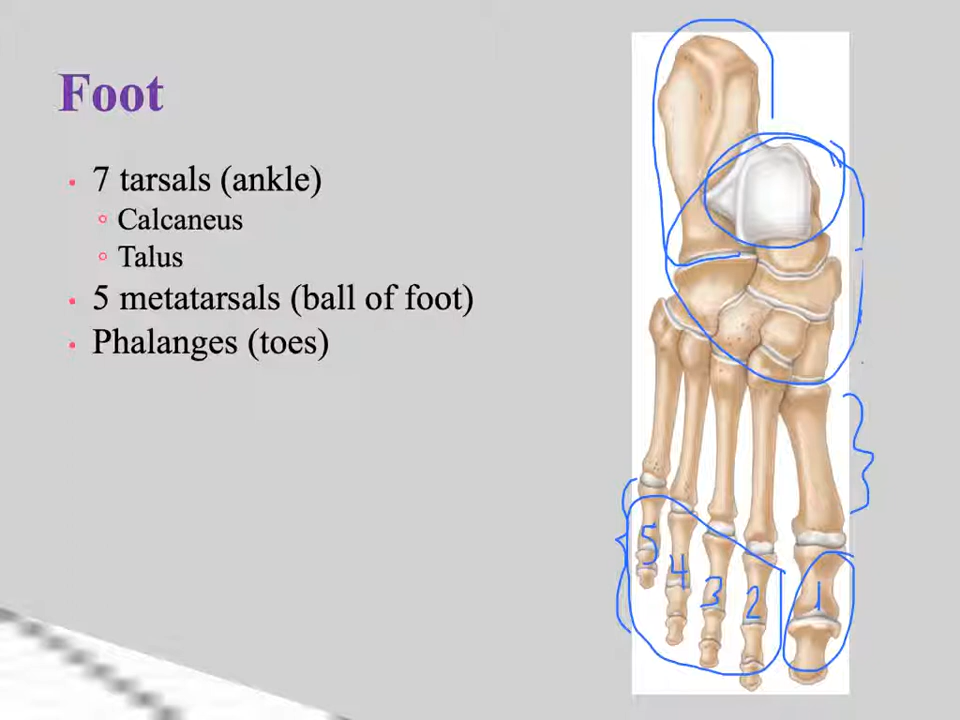 Foot
7 tarsals (ankle)
Calcaneus
Talus
5 metatarsals (ball of foot)
Phalanges (toes)
5
4
3
2
1